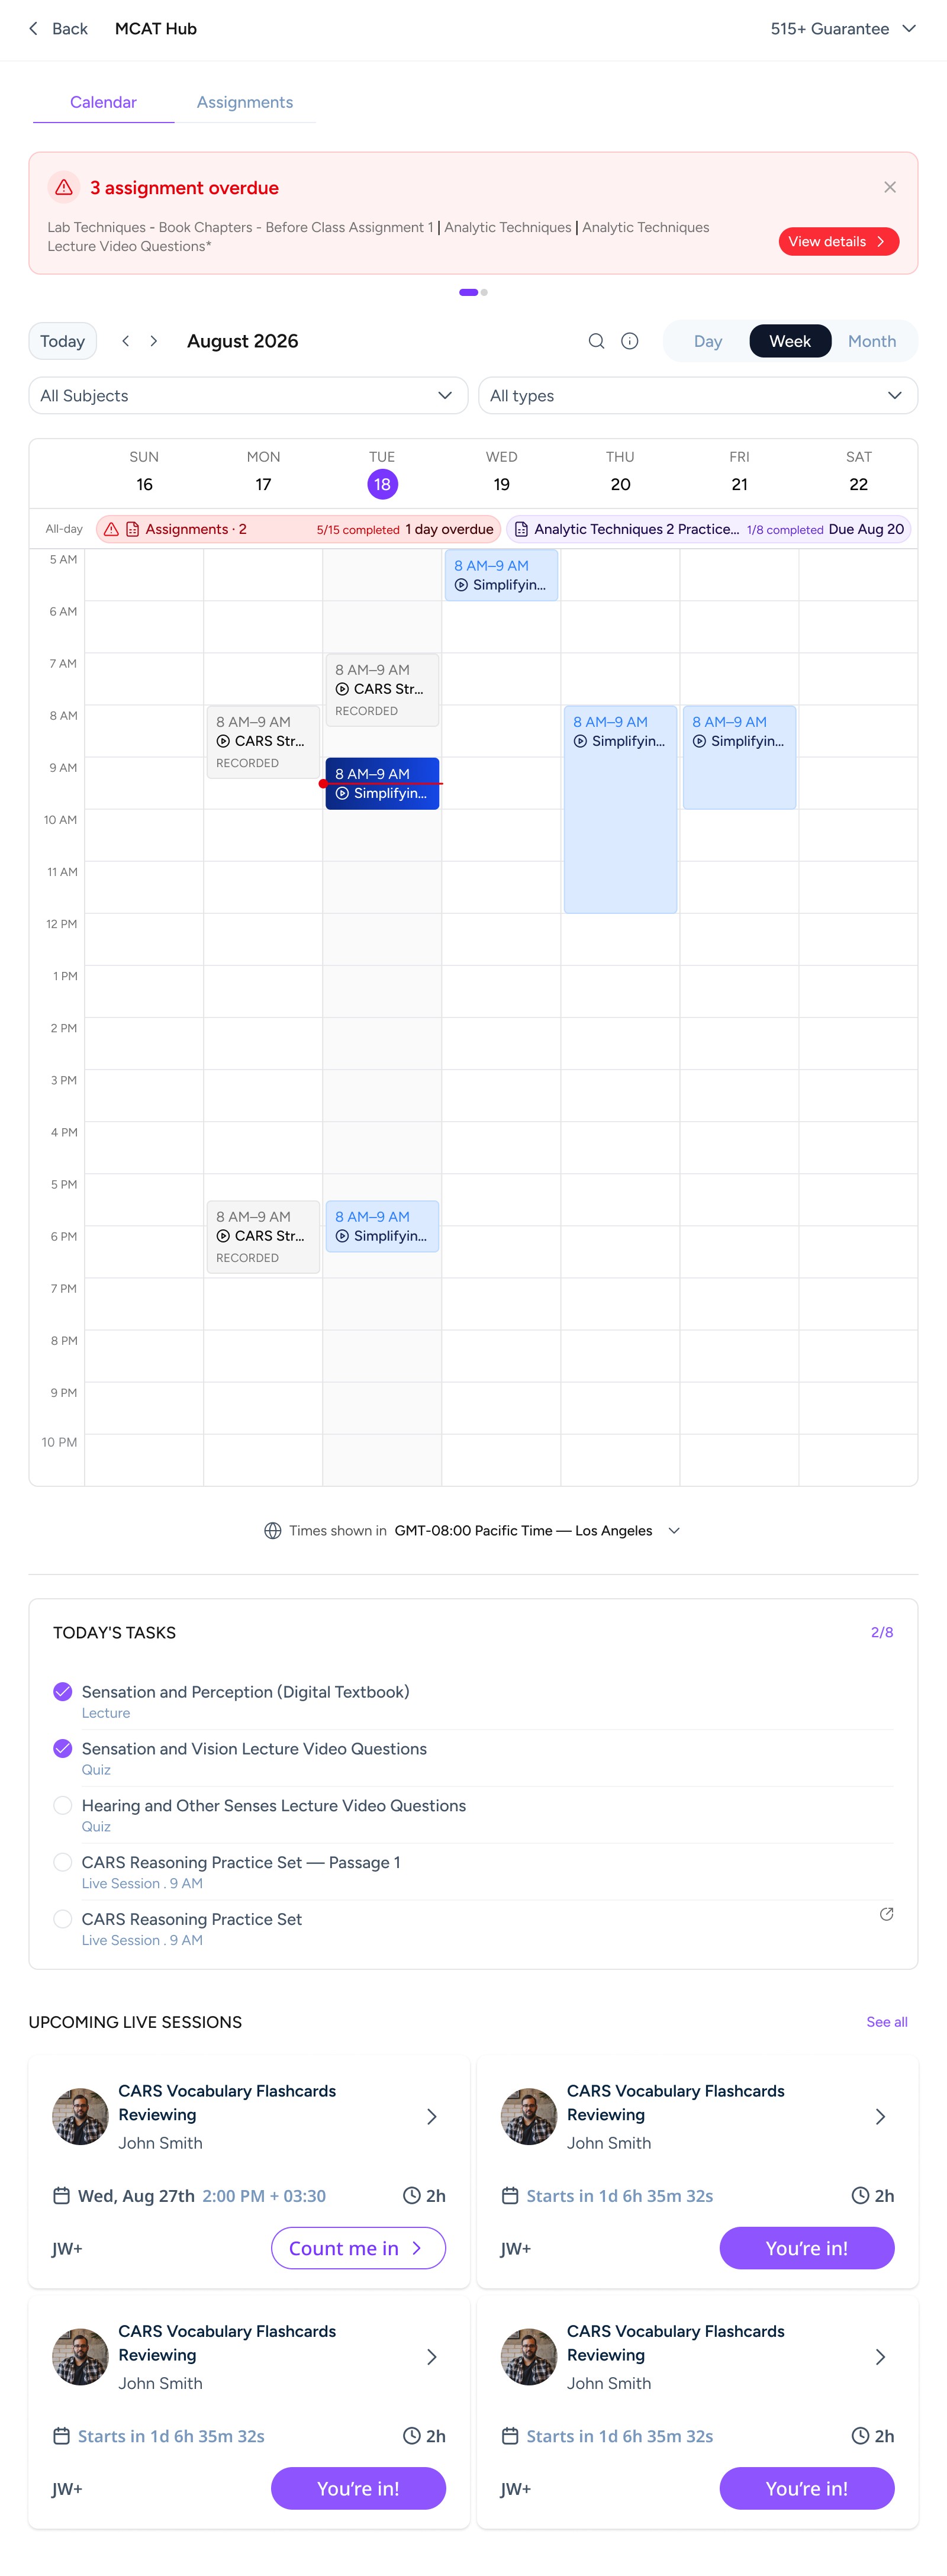 Back MCAT Hub 515+ Guarantee
Calendar Assignments
3 assignment overdue
Lab Techniques - Book Chapters - Before Class Assignment 1 | Analytic Techniques | Analytic Techniques
Lecture Video Questions*
View details
Today August 2026 Day Week Month
All Subjects All types
SUN MON TUE WED THU FRI SAT
16 17 18 19 20 21 22
All-day Assignments · 2 5/15 completed 1 day overdue Analytic Techniques 2 Practice... 1/8 completed Due Aug 20
5 AM
8 AM–9 AM
Simplifyin...
6 AM
7 AM
8 AM–9 AM
CARS Str...
RECORDED
8 AM
8 AM–9 AM 8 AM–9 AM 8 AM–9 AM
CARS Str... Simplifyin... Simplifyin...
RECORDED
9 AM
8 AM–9 AM
Simplifyin...
10 AM
11 AM
12 PM
1 PM
2 PM
3 PM
4 PM
5 PM
8 AM–9 AM 8 AM–9 AM
6 PM
CARS Str... Simplifyin...
RECORDED
7 PM
8 PM
9 PM
10 PM
Times shown in GMT-08:00 Pacific Time — Los Angeles
TODAY'S TASKS 2/8
Sensation and Perception (Digital Textbook)
Lecture
Sensation and Vision Lecture Video Questions
Quiz
Hearing and Other Senses Lecture Video Questions
Quiz
CARS Reasoning Practice Set — Passage 1
Live Session . 9 AM
CARS Reasoning Practice Set
Live Session . 9 AM
UPCOMING LIVE SESSIONS See all
CARS Vocabulary Flashcards
Reviewing
John Smith
Wed, Aug 27th 2:00 PM + 03:30 2h
JW+ Count me in
CARS Vocabulary Flashcards
Reviewing
John Smith
Starts in 1d 6h 35m 32s 2h
JW+ You're in!
CARS Vocabulary Flashcards
Reviewing
John Smith
Starts in 1d 6h 35m 32s 2h
JW+ You're in!
CARS Vocabulary Flashcards
Reviewing
John Smith
Starts in 1d 6h 35m 32s 2h
JW+ You're in!